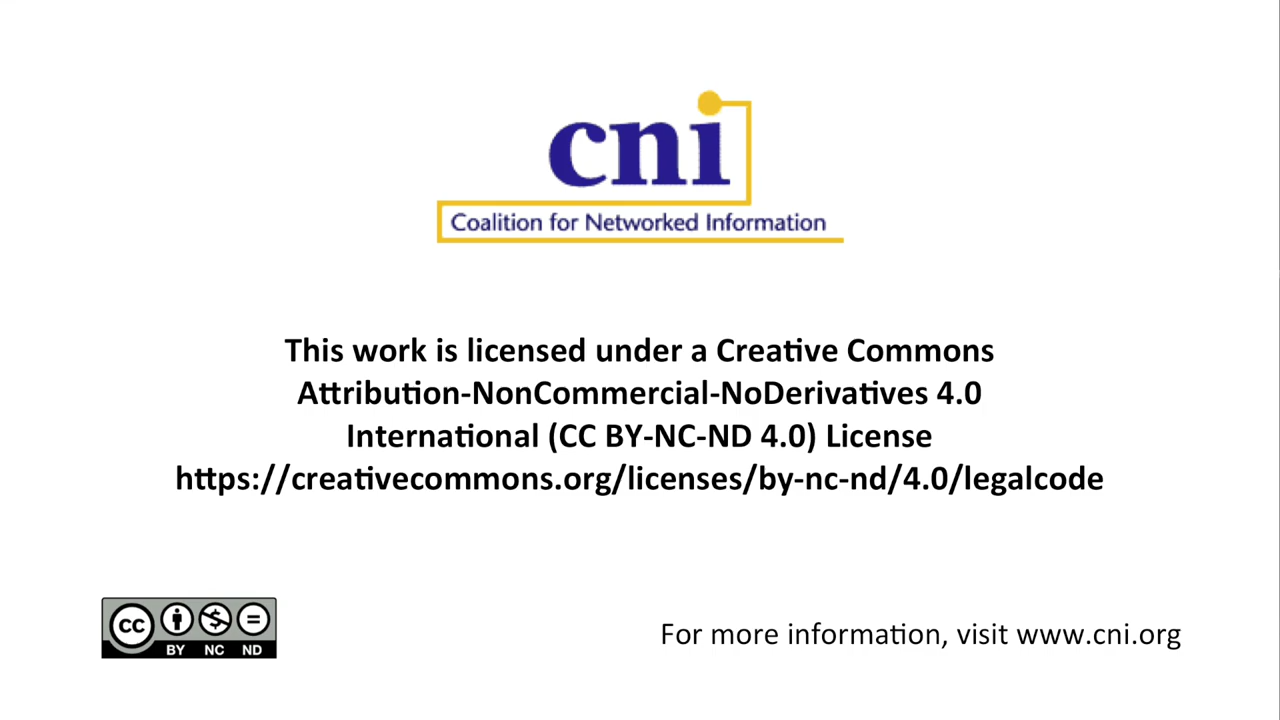 cni
Coalition for Networked Information
This work is licensed under a Creative Commons
Attribution-NonCommercial-NoDerivatives 4.0
International (CC BY-NC-ND 4.0) License
https://creativecommons.org/licenses/by-nc-nd/4.0/legalcode
cc
BY NC ND
For more information, visit www.cni.org